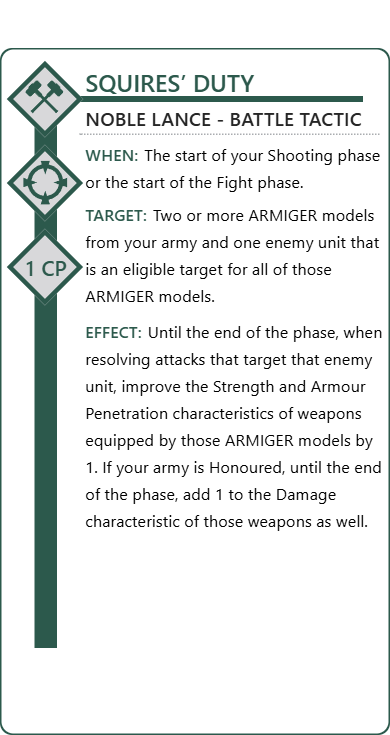 SQUIRES’ DUTY
NOBLE LANCE - BATTLE TACTIC
WHEN: The start of your Shooting phase
or the start of the Fight phase.
TARGET: Two or more ARMIGER models
from your army and one enemy unit that
is an eligible target for all of those
ARMIGER models.
1 CP
EFFECT: Until the end of the phase, when
resolving attacks that target that enemy
unit, improve the Strength and Armour
Penetration characteristics of weapons
equipped by those ARMIGER models by
1. If your army is Honoured, until the end
of the phase, add 1 to the Damage
characteristic of those weapons as well.